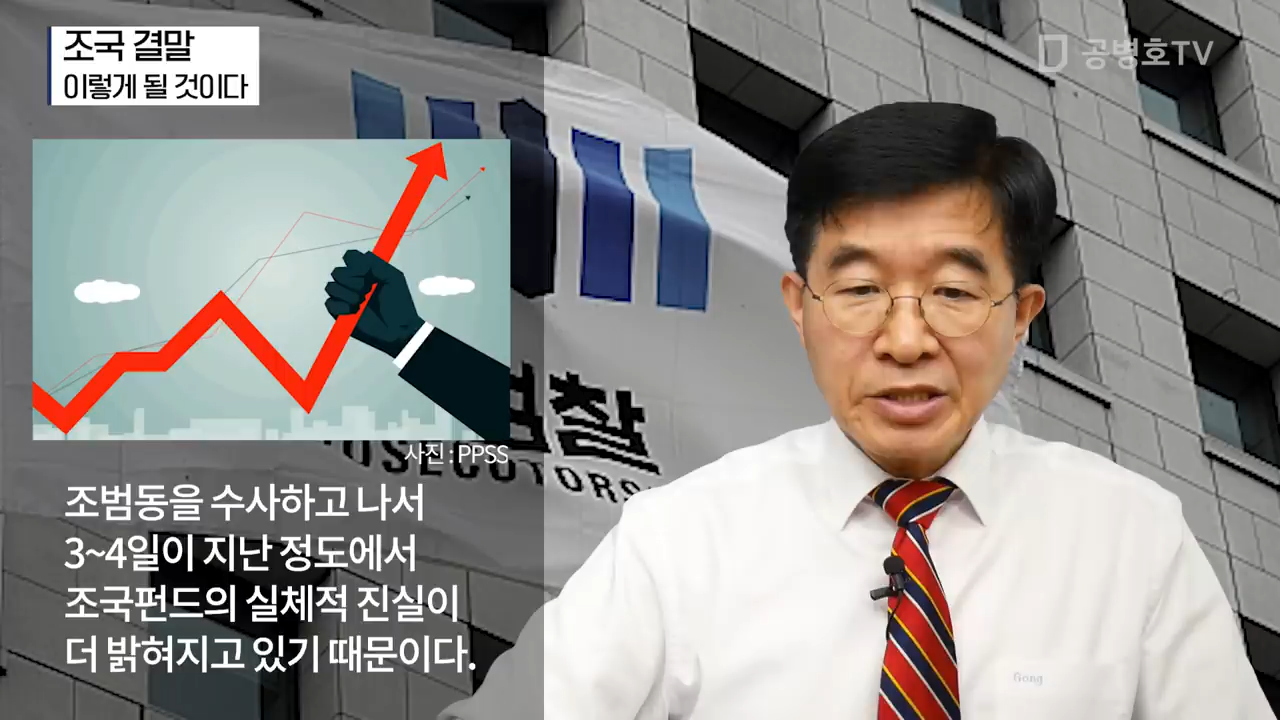 조국 결말
이렇게 될 것이다
공병호TV
사진 · PPSS
조범동을 수사하고 나서
3~4일이 지난 정도에서
조국펀드의 실체적 진실이
더 밝혀지고 있기 때문이다.
Gong